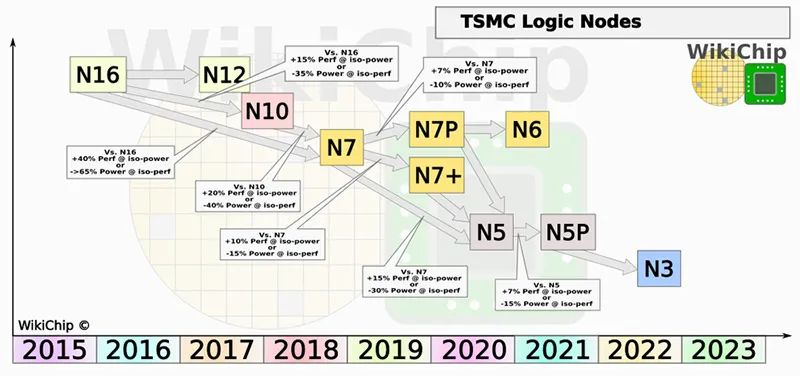 TSMC Logic Nodes
WikiChip
WikiChip
N16
N12
Vs. N16
+15% Perf @ iso-power
or
-35% Power @ iso-perf
N10
Vs. N7
+7% Perf @ iso-power
or
-10% Power @ iso-perf
N7
N7P
N6
Vs. N16
+40% Perf @ iso-power
or
->65% Power @ iso-perf
N7+
Vs. N10
+20% Perf @ iso-power
or
-40% Power @ iso-perf
Vs. N7
+10% Perf @ iso-power
or
-15% Power @ iso-perf
N5
N5P
N3
Vs. N7
+15% Perf @ iso-power
or
-30% Power @ iso-perf
Vs. N5
+7% Perf @ iso-power
or
-15% Power @ iso-perf
WikiChip ©
2015 2016 2017 2018 2019 2020 2021 2022 2023